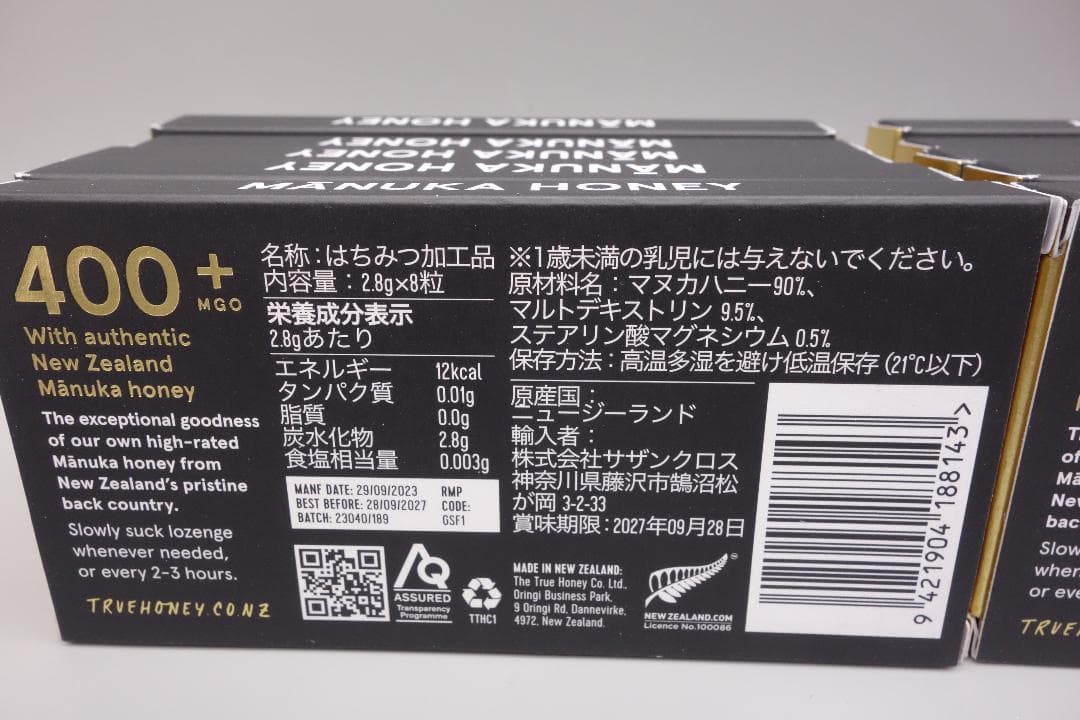 MĀNUKA HONEY
MĀNUKA HONEY
MĀNUKA HONEY
MĀNUKA HONEY
MĀNUKA HONEY
400+
MGO
With authentic
New Zealand
Mānuka honey
The exceptional goodness
of our own high-rated
Mānuka honey from
New Zealand's pristine
back country.
Slowly suck lozenge
whenever needed,
or every 2-3 hours.
TRUEHONEY.CO.NZ
名称：はちみつ加工品
内容量：2.8g×8粒
栄養成分表示
2.8gあたり
エネルギー 12kcal
タンパク質 0.01g
脂質 0.0g
炭水化物 2.8g
食塩相当量 0.003g
MANF DATE: 29/09/2023 RMP
BEST BEFORE: 28/09/2027 CODE:
BATCH: 23040/189 GSF1
AQ
ASSURED
Transparency
Programme
TTHC1
※1歳未満の乳児には与えないでください。
原材料名：マヌカハニー90%、
マルトデキストリン 9.5%、
ステアリン酸マグネシウム 0.5%
保存方法：高温多湿を避け低温保存 (21℃以下)
原産国：
ニュージーランド
輸入者：
株式会社サザンクロス
神奈川県藤沢市鵠沼松
が岡 3-2-33
賞味期限：2027年09月28日
MADE IN NEW ZEALAND:
The True Honey Co. Ltd.
Oringi Business Park,
9 Oringi Rd, Dannevirke,
4972, New Zealand.
NEWZEALAND.COM
Licence No.100086
9 421904 188143 >